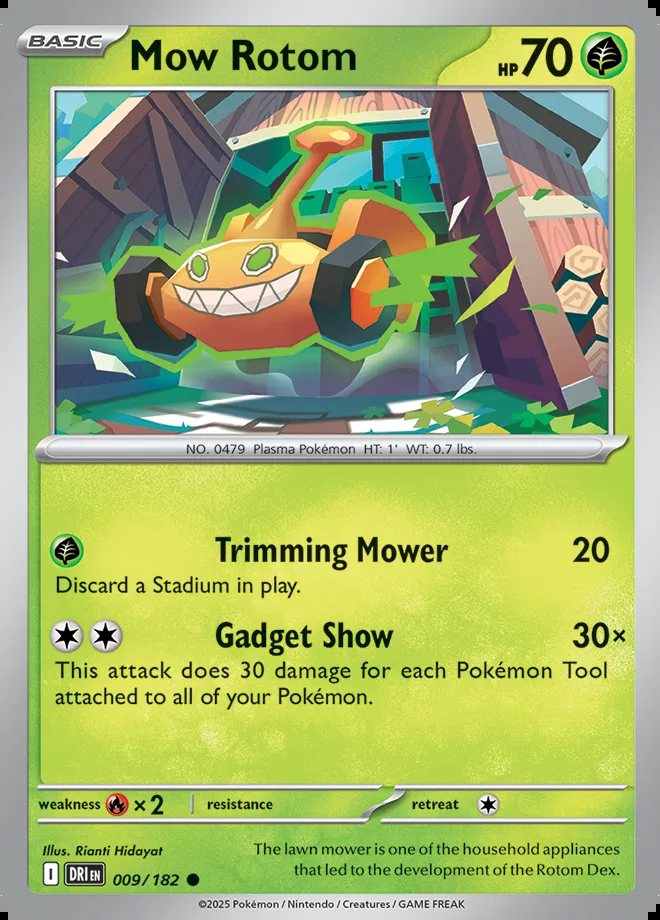 BASIC
Mow Rotom
HP 70
NO. 0479 Plasma Pokémon HT: 1' WT: 0.7 lbs.
Trimming Mower 20
Discard a Stadium in play.
Gadget Show 30×
This attack does 30 damage for each Pokémon Tool
attached to all of your Pokémon.
weakness ×2 resistance retreat
Illus. Rianti Hidayat
The lawn mower is one of the household appliances
that led to the development of the Rotom Dex.
I DRI EN 009/182
©2025 Pokémon / Nintendo / Creatures / GAME FREAK